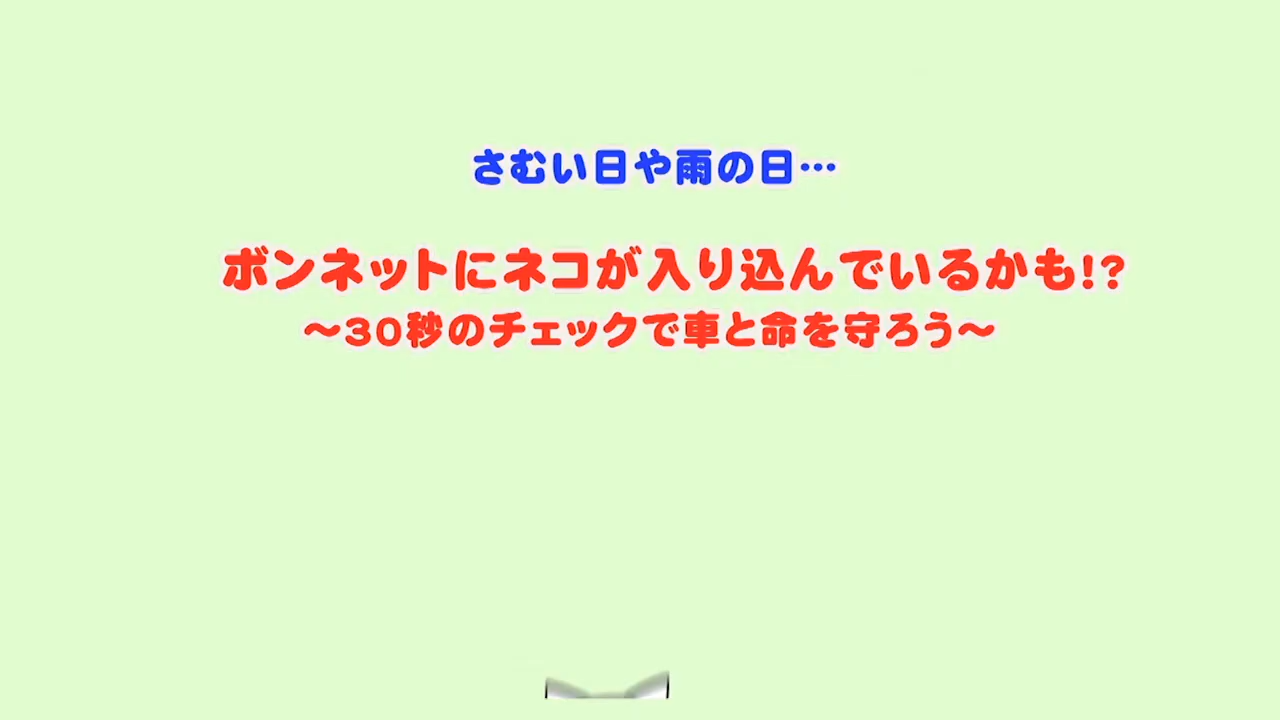 さむい日や雨の日…
ボンネットにネコが入り込んでいるかも!?
～30秒のチェックで車と命を守ろう～